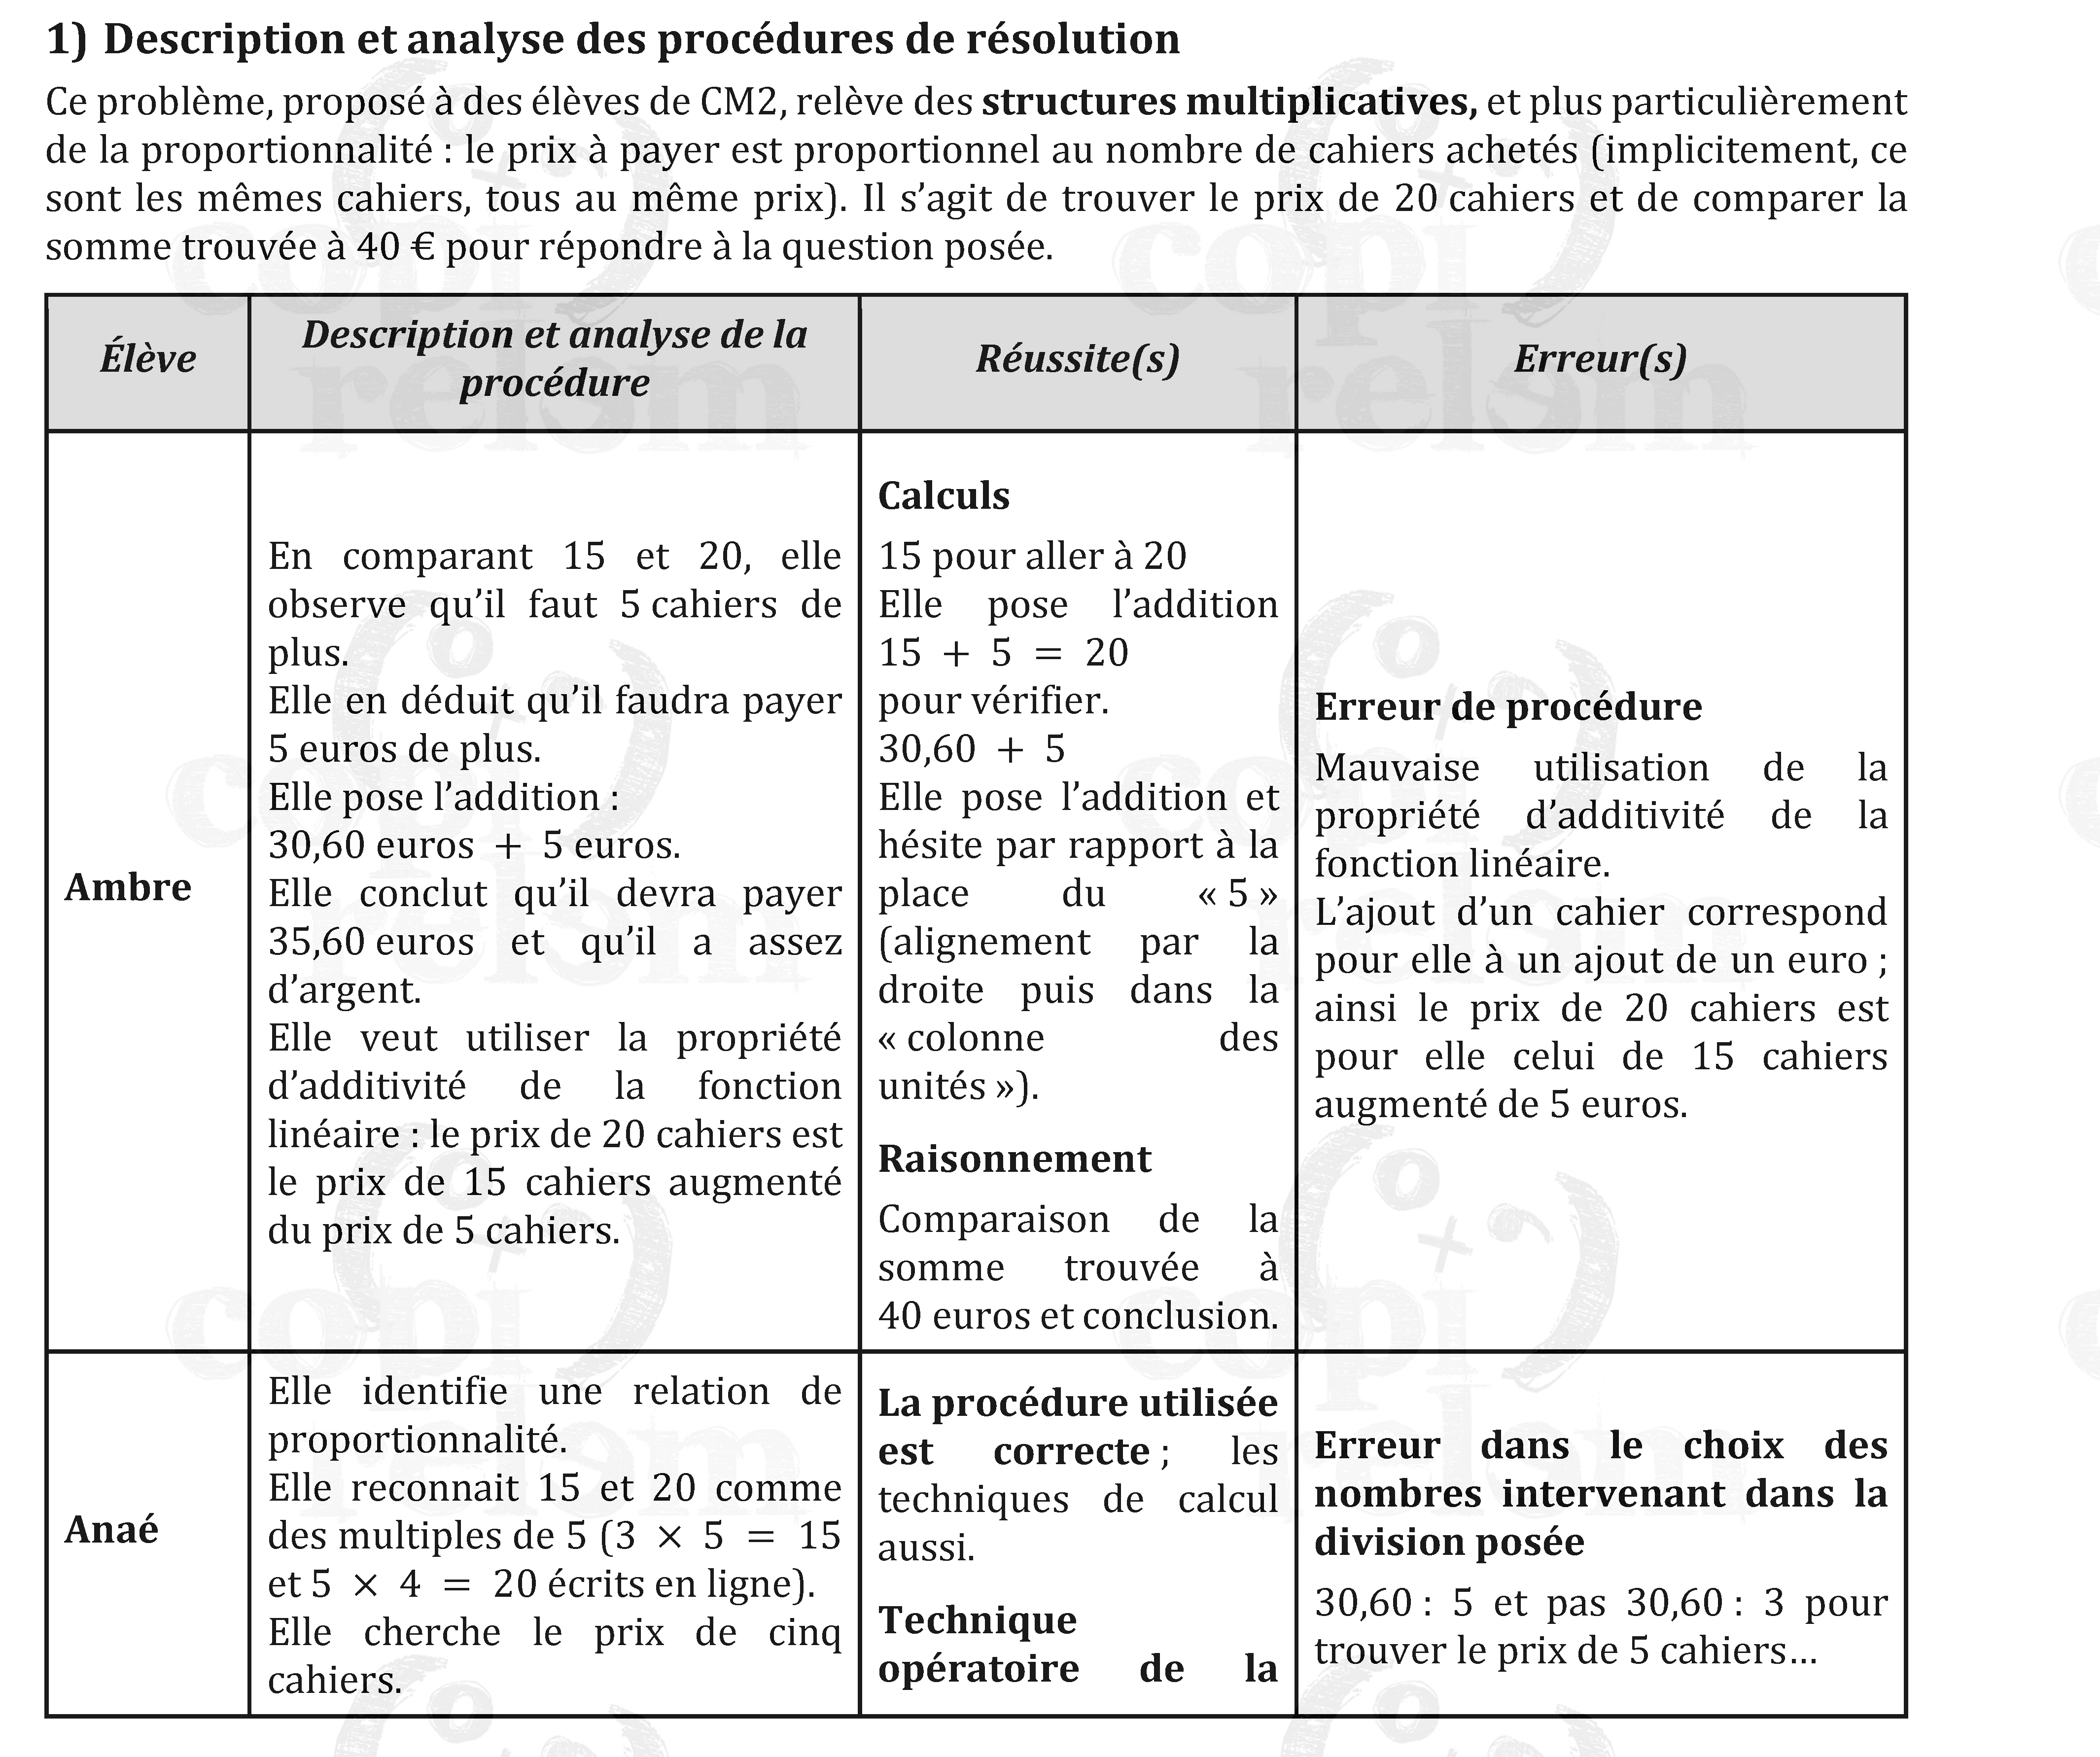 1) Description et analyse des procédures de résolution
Ce problème, proposé à des élèves de CM2, relève des structures multiplicatives, et plus particulièrement
de la proportionnalité : le prix à payer est proportionnel au nombre de cahiers achetés (implicitement, ce
sont les mêmes cahiers, tous au même prix). Il s’agit de trouver le prix de 20 cahiers et de comparer la
somme trouvée à 40 € pour répondre à la question posée.
Élève
Description et analyse de la
procédure
Réussite(s)
Erreur(s)
Ambre
En comparant 15 et 20, elle
observe qu’il faut 5 cahiers de
plus.
Elle en déduit qu’il faudra payer
5 euros de plus.
Elle pose l’addition :
30,60 euros + 5 euros.
Elle conclut qu’il devra payer
35,60 euros et qu’il a assez
d’argent.
Elle veut utiliser la propriété
d’additivité de la fonction
linéaire : le prix de 20 cahiers est
le prix de 15 cahiers augmenté
du prix de 5 cahiers.
Calculs
15 pour aller à 20
Elle pose l’addition
15 + 5 = 20
pour vérifier.
30,60 + 5
Elle pose l’addition et
hésite par rapport à la
place du « 5 »
(alignement par la
droite puis dans la
« colonne des
unités »).
Raisonnement
Comparaison de la
somme trouvée à
40 euros et conclusion.
Erreur de procédure
Mauvaise utilisation de la
propriété d’additivité de la
fonction linéaire.
L’ajout d’un cahier correspond
pour elle à un ajout de un euro ;
ainsi le prix de 20 cahiers est
pour elle celui de 15 cahiers
augmenté de 5 euros.
Anaé
Elle identifie une relation de
proportionnalité.
Elle reconnait 15 et 20 comme
des multiples de 5 (3 × 5 = 15
et 5 × 4 = 20 écrits en ligne).
Elle cherche le prix de cinq
cahiers.
La procédure utilisée
est correcte ; les
techniques de calcul
aussi.
Technique
opératoire de la
Erreur dans le choix des
nombres intervenant dans la
division posée
30,60 : 5 et pas 30,60 : 3 pour
trouver le prix de 5 cahiers…
copi
relem